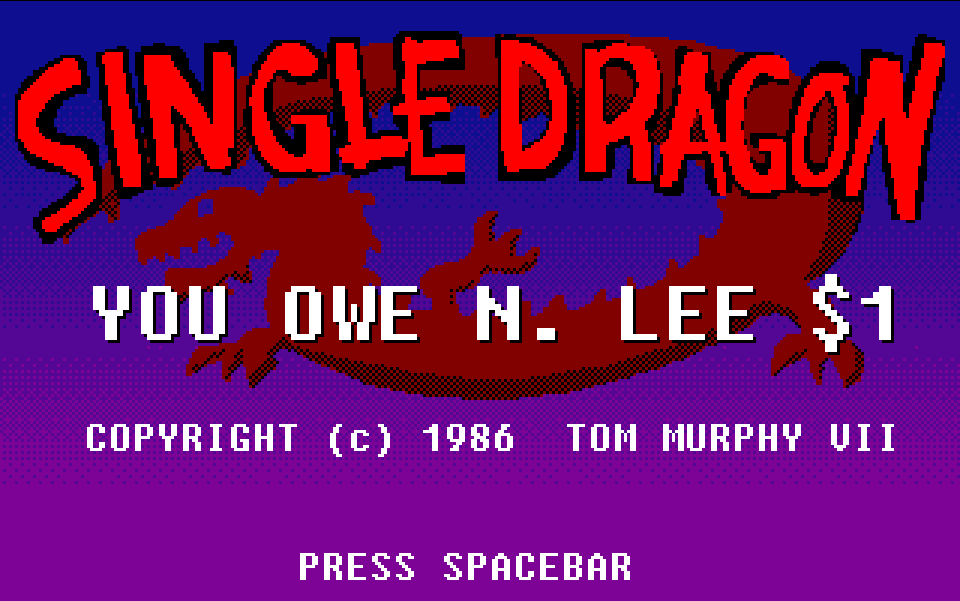 SINGLE DRAGON
YOU OWE N. LEE $1
COPYRIGHT (c) 1986 TOM MURPHY VII
PRESS SPACEBAR